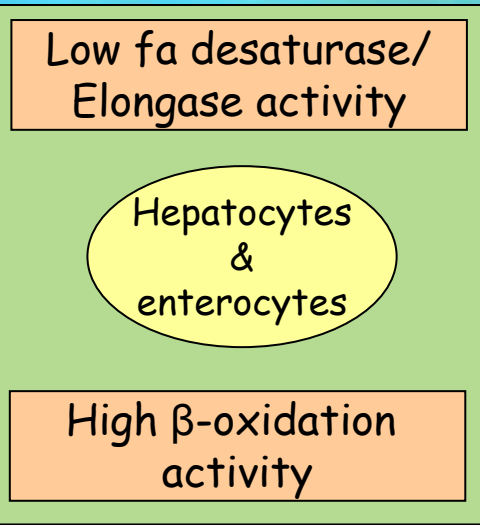 Low fa desaturase/
Elongase activity
Hepatocytes
&
enterocytes
High β-oxidation
activity